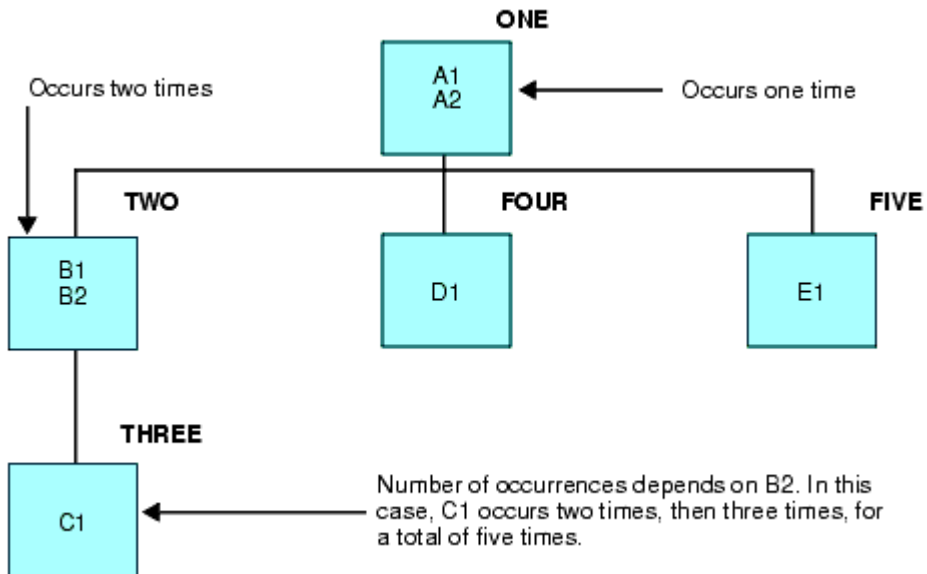 ONE
A1
A2
Occurs two times
Occurs one time
TWO
FOUR
FIVE
B1
B2
D1
E1
THREE
C1
Number of occurrences depends on B2. In this
case, C1 occurs two times, then three times, for
a total of five times.